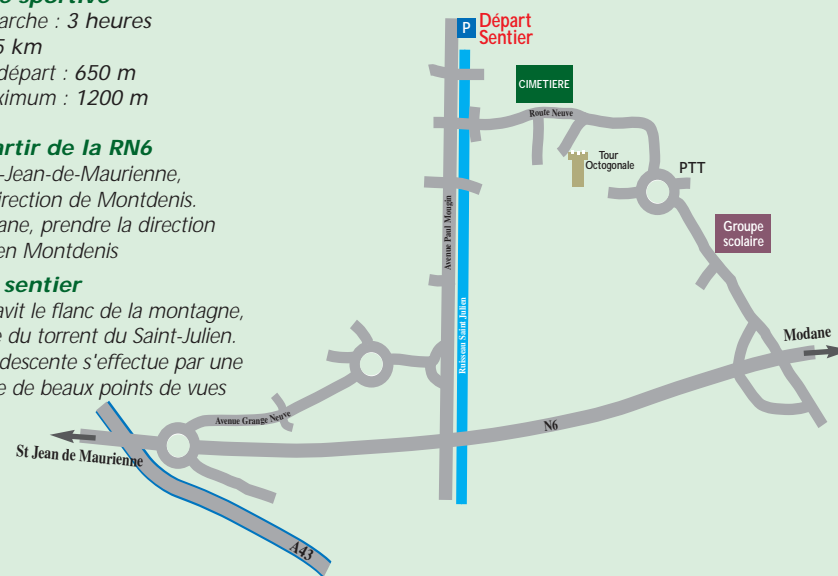 sportive
arche : 3 heures
5 km
départ : 650 m
ximum : 1200 m
artir de la RN6
-Jean-de-Maurienne,
irection de Montdenis.
ane, prendre la direction
en Montdenis
sentier
avit le flanc de la montagne,
e du torrent du Saint-Julien.
descente s'effectue par une
e de beaux points de vues
P
Départ
Sentier
CIMETIERE
Route Neuve
Tour
Octogonale
PTT
Groupe
scolaire
Avenue Paul Mougin
Ruisseau Saint Julien
Modane
Avenue Grange Neuve
N6
St Jean de Maurienne
A43